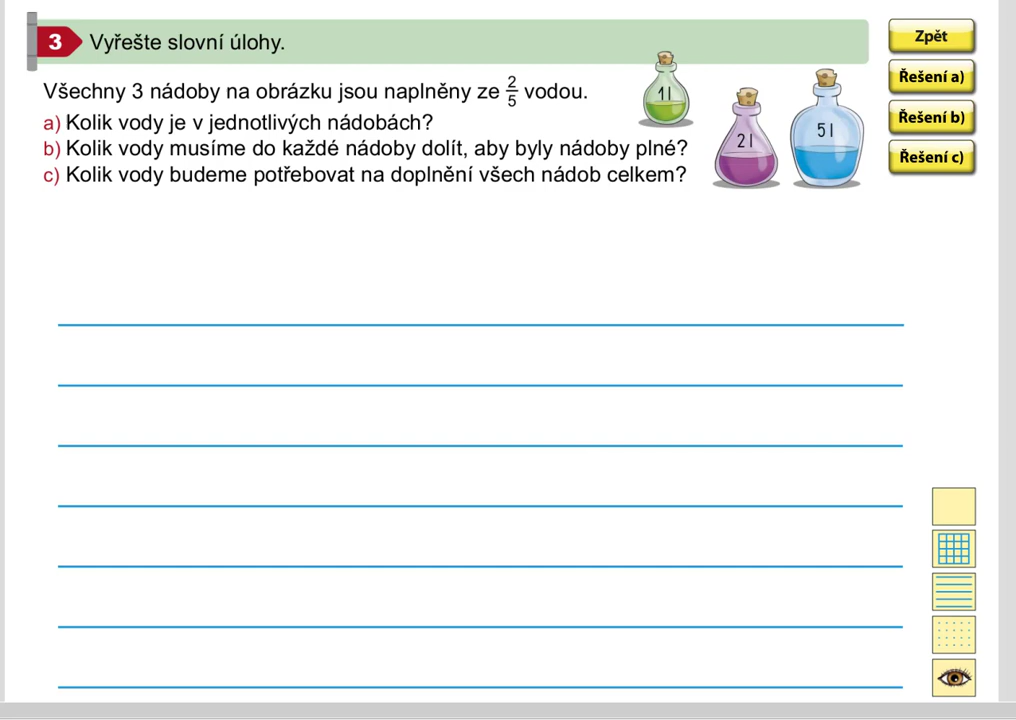 3 Vyřešte slovní úlohy.
Všechny 3 nádoby na obrázku jsou naplněny ze 2/5 vodou.
a) Kolik vody je v jednotlivých nádobách?
b) Kolik vody musíme do každé nádoby dolít, aby byly nádoby plné?
c) Kolik vody budeme potřebovat na doplnění všech nádob celkem?
1 l
2 l
5 l
Zpět
Řešení a)
Řešení b)
Řešení c)